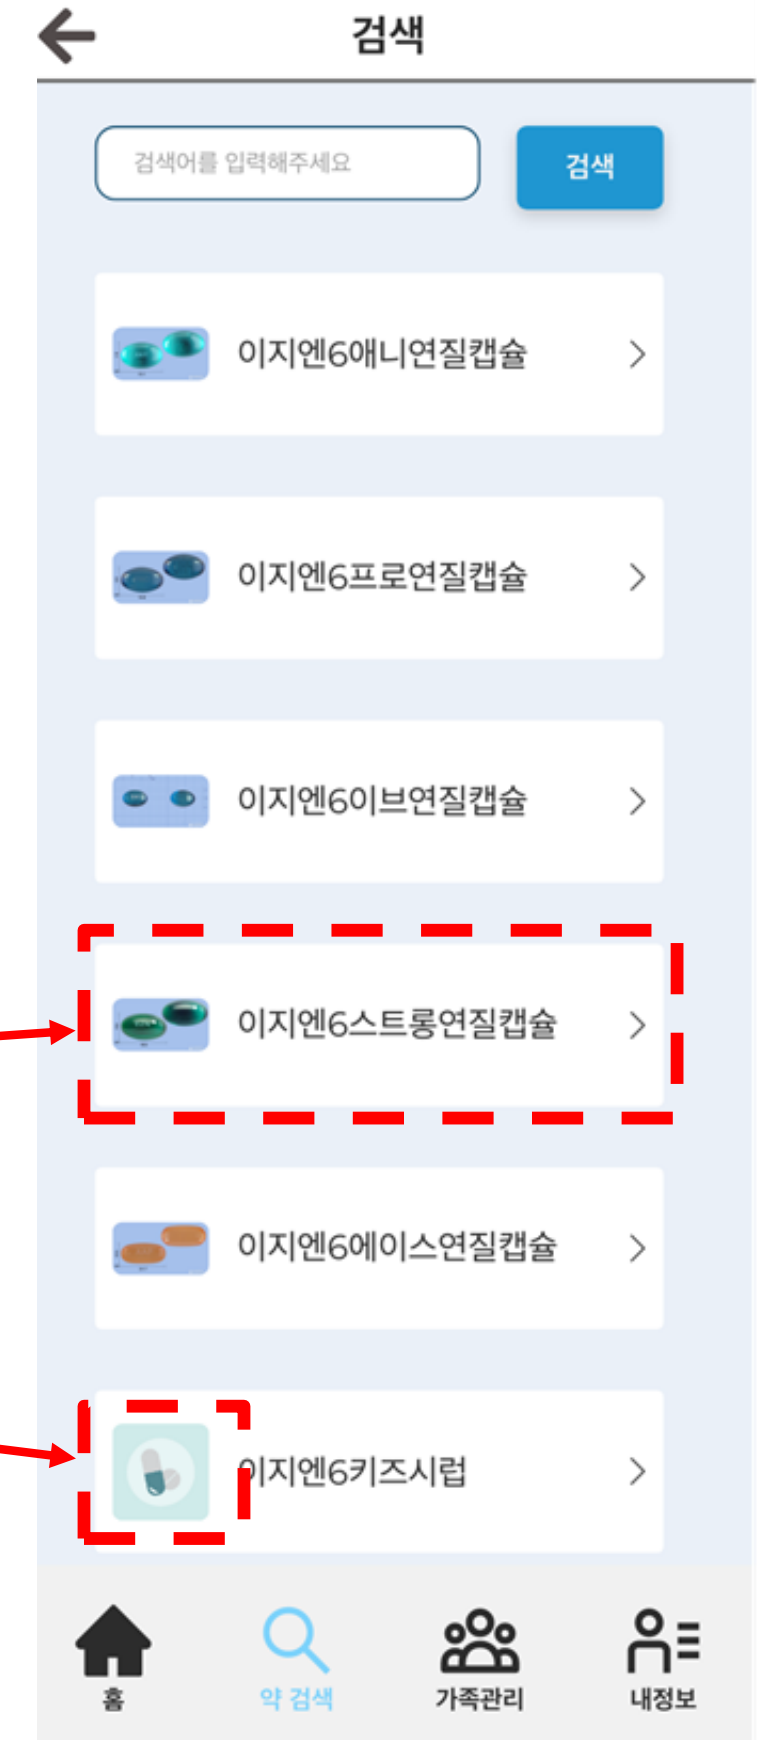 검색
검색어를 입력해주세요
검색
이지엔6애니연질캡슐
이지엔6프로연질캡슐
이지엔6이브연질캡슐
이지엔6스트롱연질캡슐
이지엔6에이스연질캡슐
이지엔6키즈시럽
홈
약 검색
가족관리
내정보